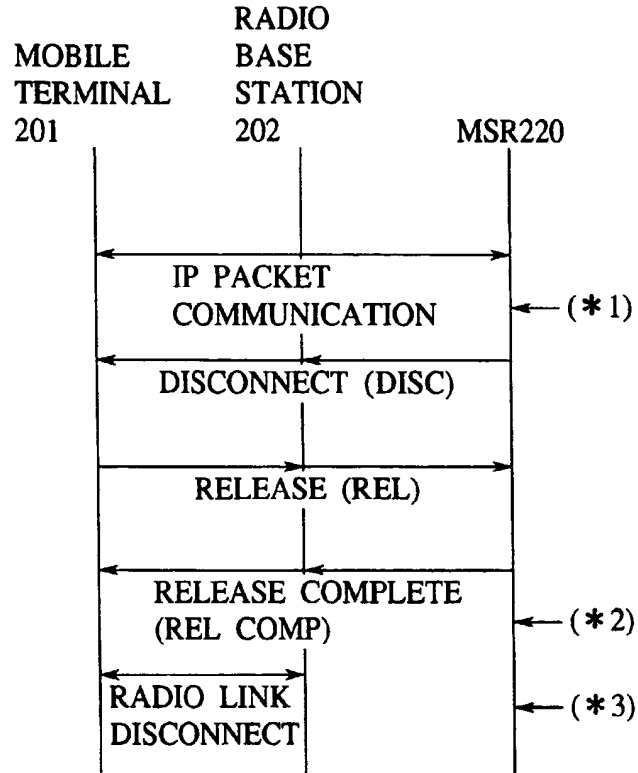 MOBILE
TERMINAL
201
RADIO
BASE
STATION
202
MSR220
IP PACKET
COMMUNICATION
(*1)
DISCONNECT (DISC)
RELEASE (REL)
RELEASE COMPLETE
(REL COMP)
(*2)
RADIO LINK
DISCONNECT
(*3)